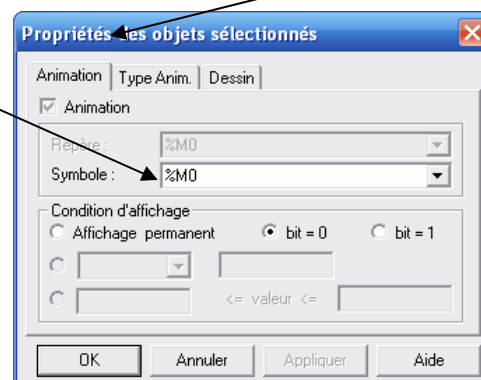 Propriétés des objets sélectionnés
Animation Type Anim. Dessin
Animation
Repère : %M0
Symbole : %M0
Condition d'affichage
Affichage permanent bit = 0 bit = 1
<= valeur <=
OK Annuler Appliquer Aide